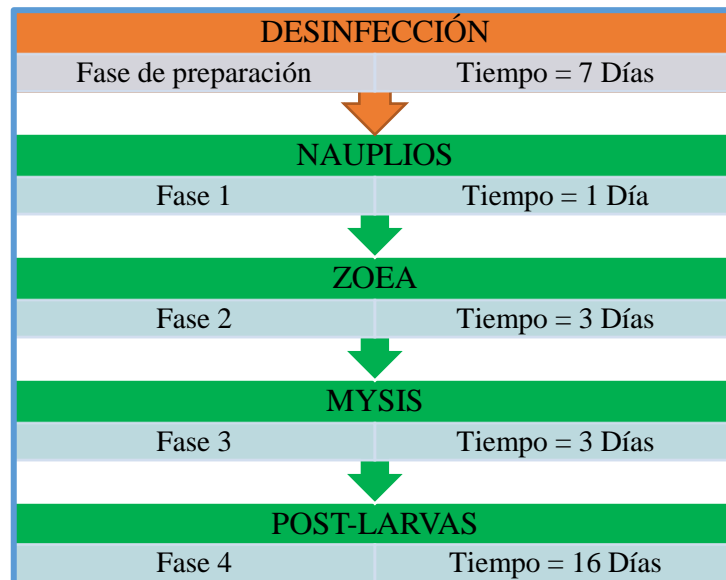 DESINFECCIÓN
Fase de preparación Tiempo = 7 Días
NAUPLIOS
Fase 1 Tiempo = 1 Día
ZOEA
Fase 2 Tiempo = 3 Días
MYSIS
Fase 3 Tiempo = 3 Días
POST-LARVAS
Fase 4 Tiempo = 16 Días